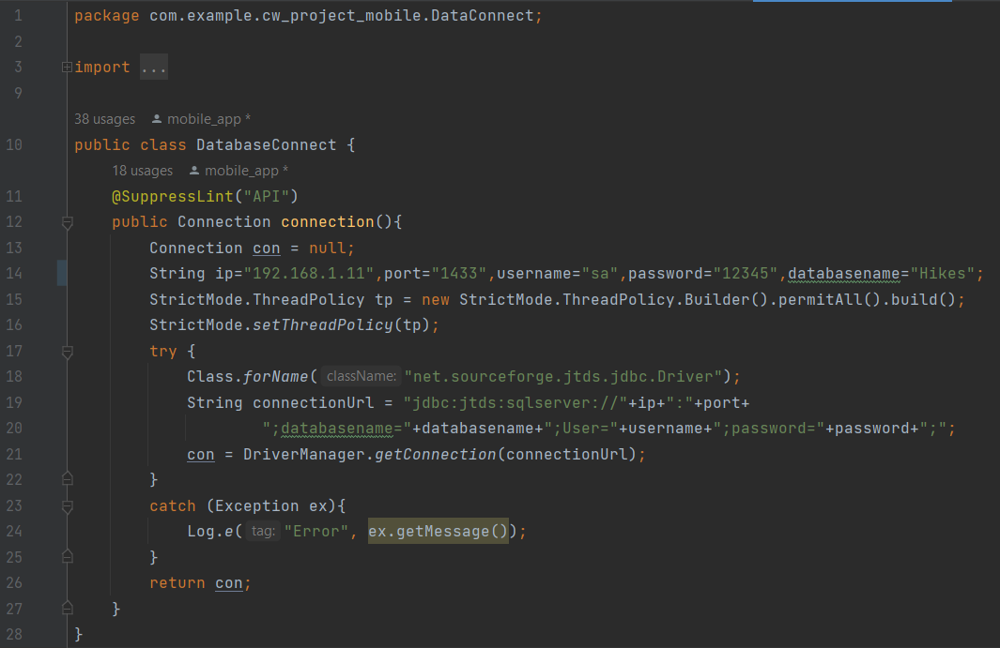 1 package com.example.cw_project_mobile.DataConnect;
2
3 import ...
9
38 usages mobile_app *
10 public class DatabaseConnect {
18 usages mobile_app *
11 @SuppressLint("API")
12 public Connection connection(){
13 Connection con = null;
14 String ip="192.168.1.11",port="1433",username="sa",password="12345",databasename="Hikes";
15 StrictMode.ThreadPolicy tp = new StrictMode.ThreadPolicy.Builder().permitAll().build();
16 StrictMode.setThreadPolicy(tp);
17 try {
18 Class.forName( className: "net.sourceforge.jtds.jdbc.Driver");
19 String connectionUrl = "jdbc:jtds:sqlserver://"+ip+":"+port+
20 ";databasename="+databasename+";User="+username+";password="+password+";";
21 con = DriverManager.getConnection(connectionUrl);
22 }
23 catch (Exception ex){
24 Log.e( tag: "Error", ex.getMessage());
25 }
26 return con;
27 }
28 }